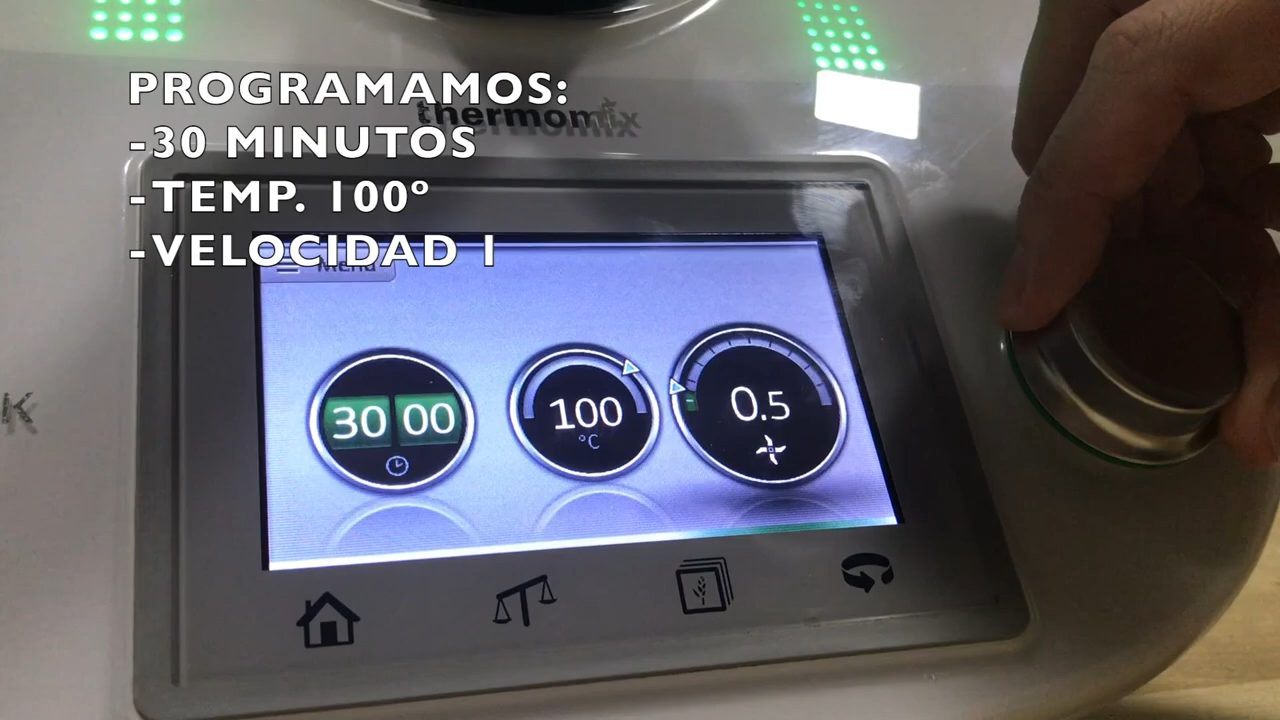 PROGRAMAMOS:
thermomix
-30 MINUTOS
-TEMP. 100º
-VELOCIDAD 1
Menú
30 00
100
°C
0.5
K